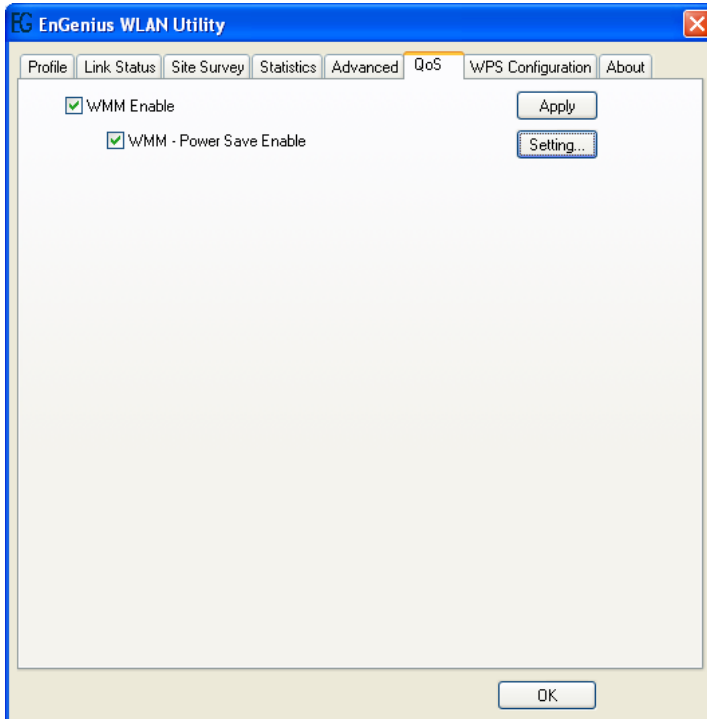 EG EnGenius WLAN Utility
Profile Link Status Site Survey Statistics Advanced QoS WPS Configuration About
WMM Enable Apply
WMM - Power Save Enable Setting...
OK